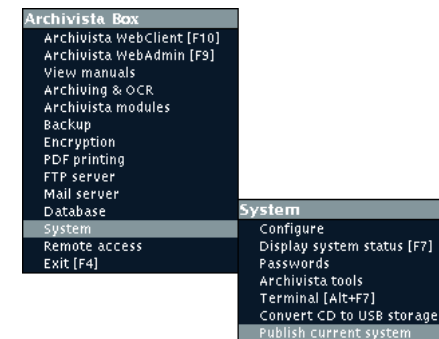 Archivista Box
Archivista WebClient [F10]
Archivista WebAdmin [F9]
View manuals
Archiving & OCR
Archivista modules
Backup
Encryption
PDF printing
FTP server
Mail server
Database
System
Remote access
Exit [F4]
System
Configure
Display system status [F7]
Passwords
Archivista tools
Terminal [Alt+F7]
Convert CD to USB storage
Publish current system